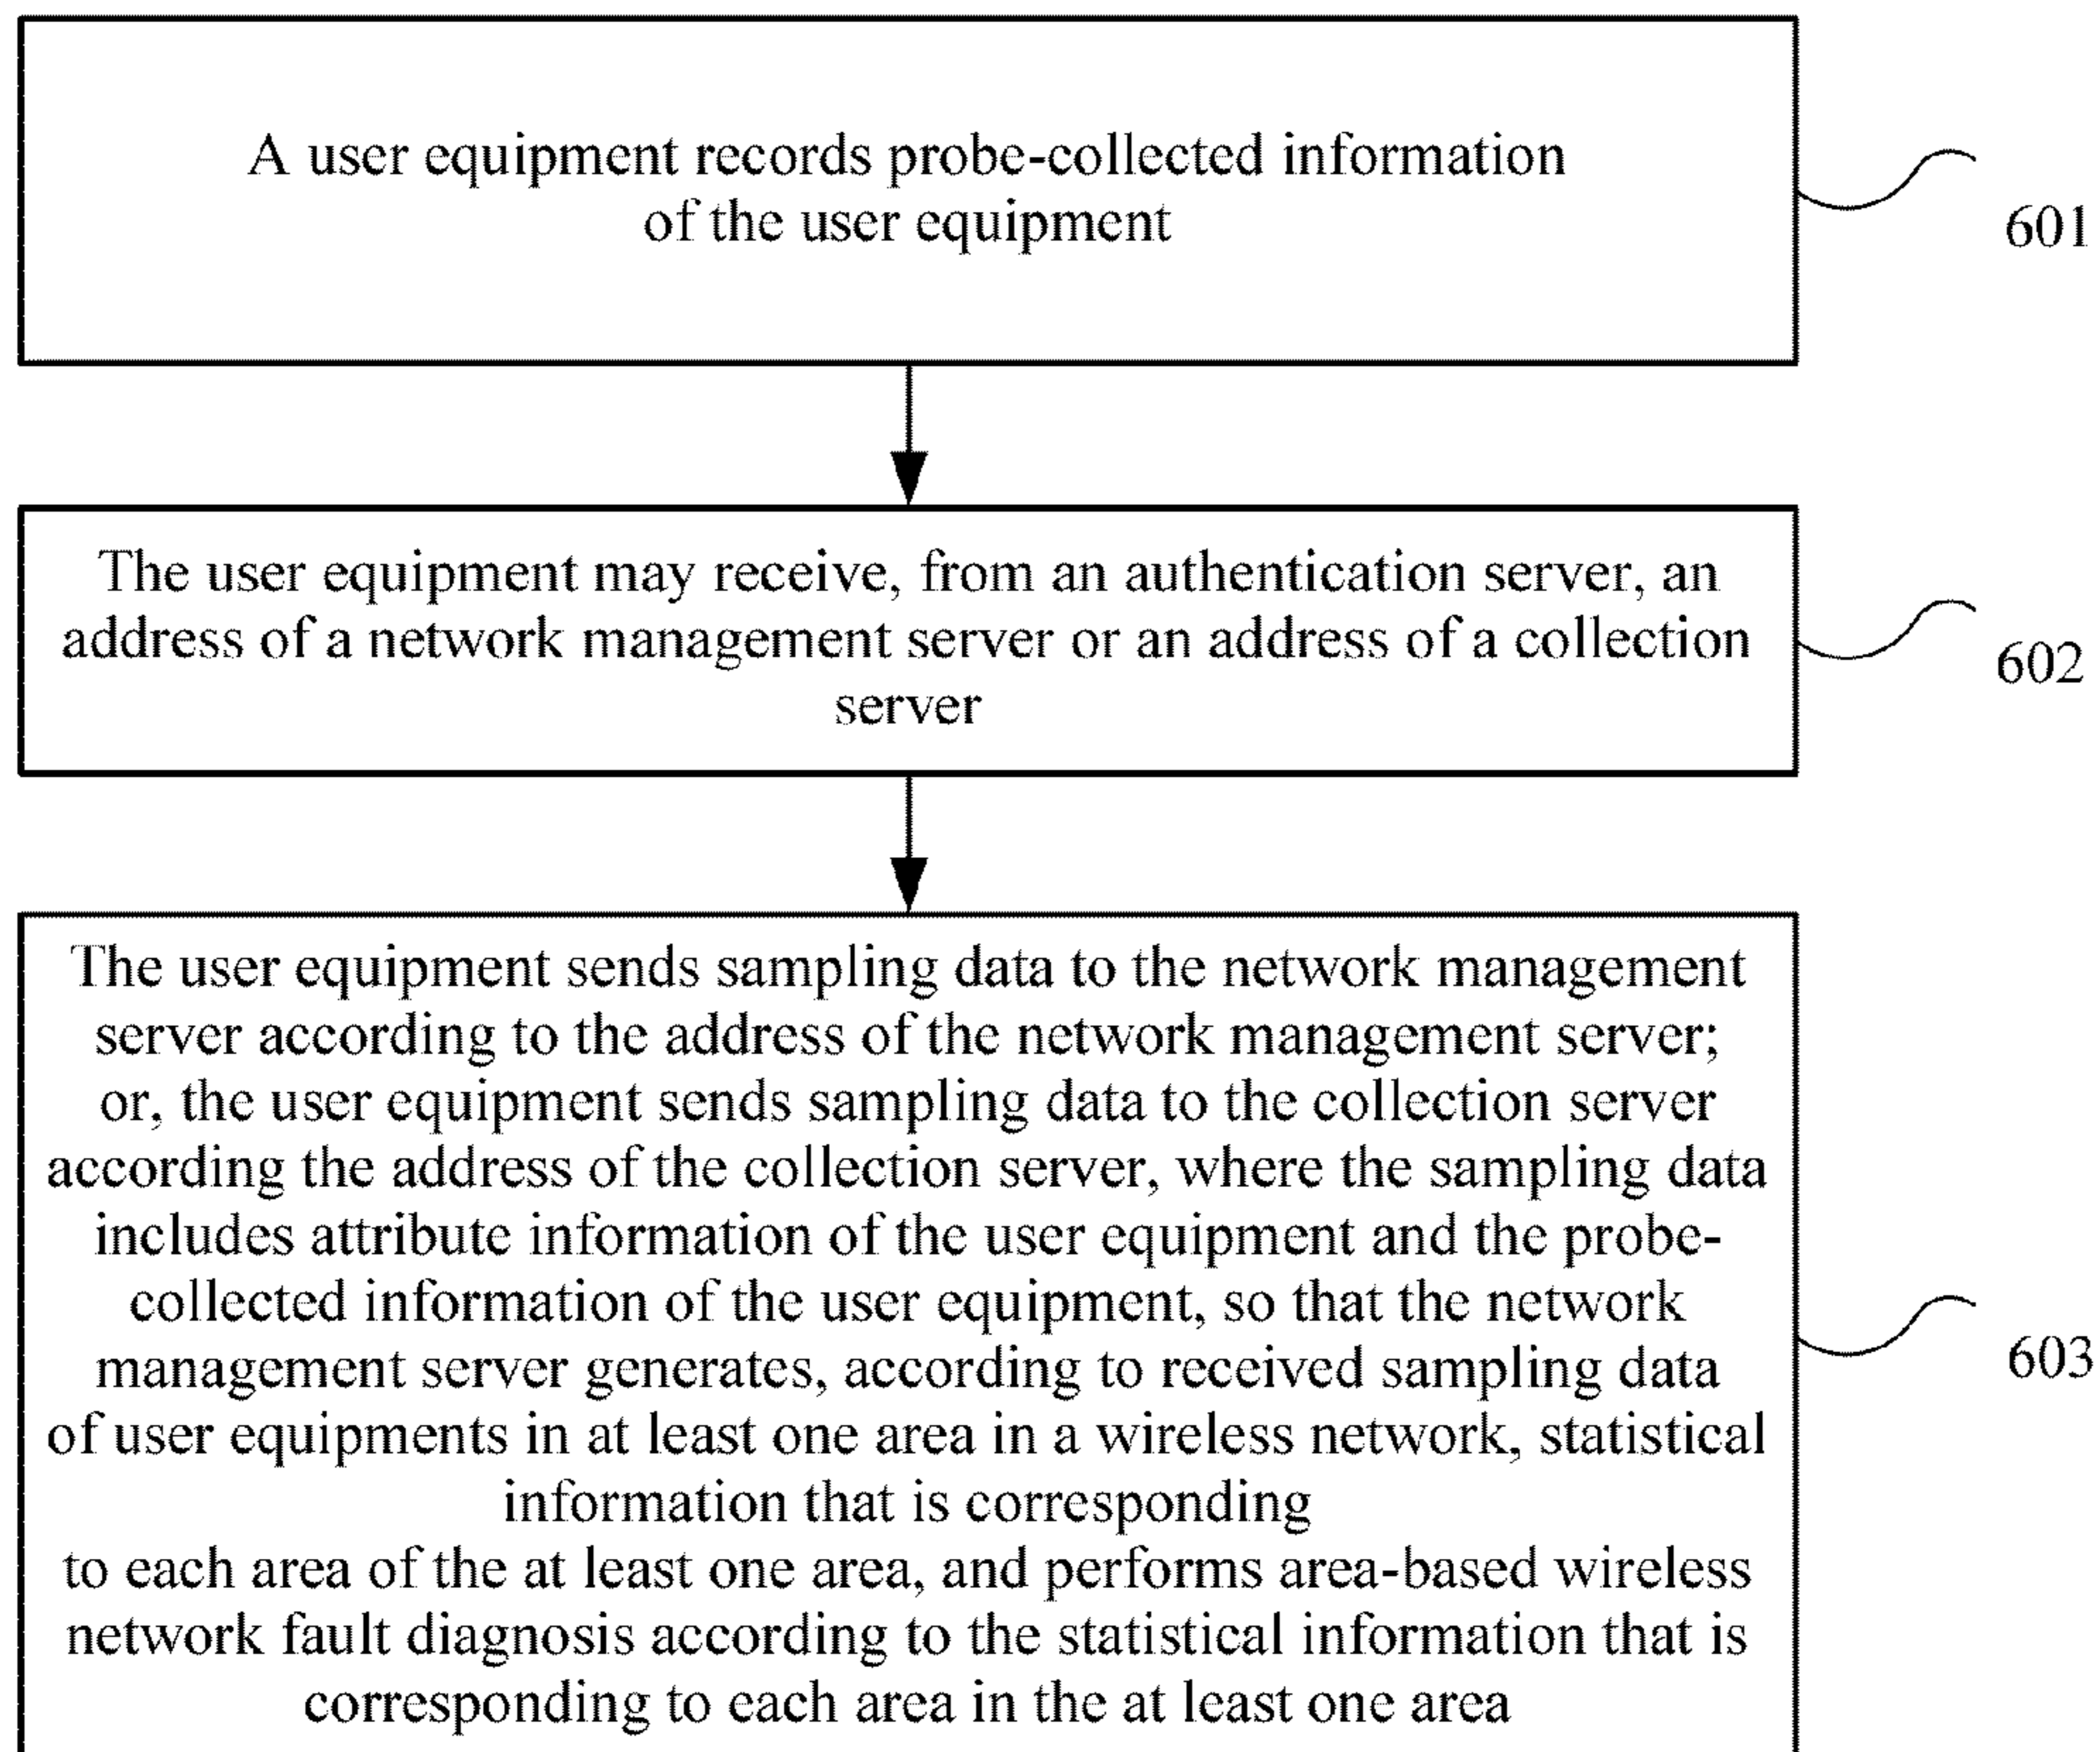 A user equipment records probe-collected information
of the user equipment
601
The user equipment may receive, from an authentication server, an
address of a network management server or an address of a collection
server
602
The user equipment sends sampling data to the network management
server according to the address of the network management server;
or, the user equipment sends sampling data to the collection server
according the address of the collection server, where the sampling data
includes attribute information of the user equipment and the probe-
collected information of the user equipment, so that the network
management server generates, according to received sampling data
of user equipments in at least one area in a wireless network, statistical
information that is corresponding
to each area of the at least one area, and performs area-based wireless
network fault diagnosis according to the statistical information that is
corresponding to each area in the at least one area
603